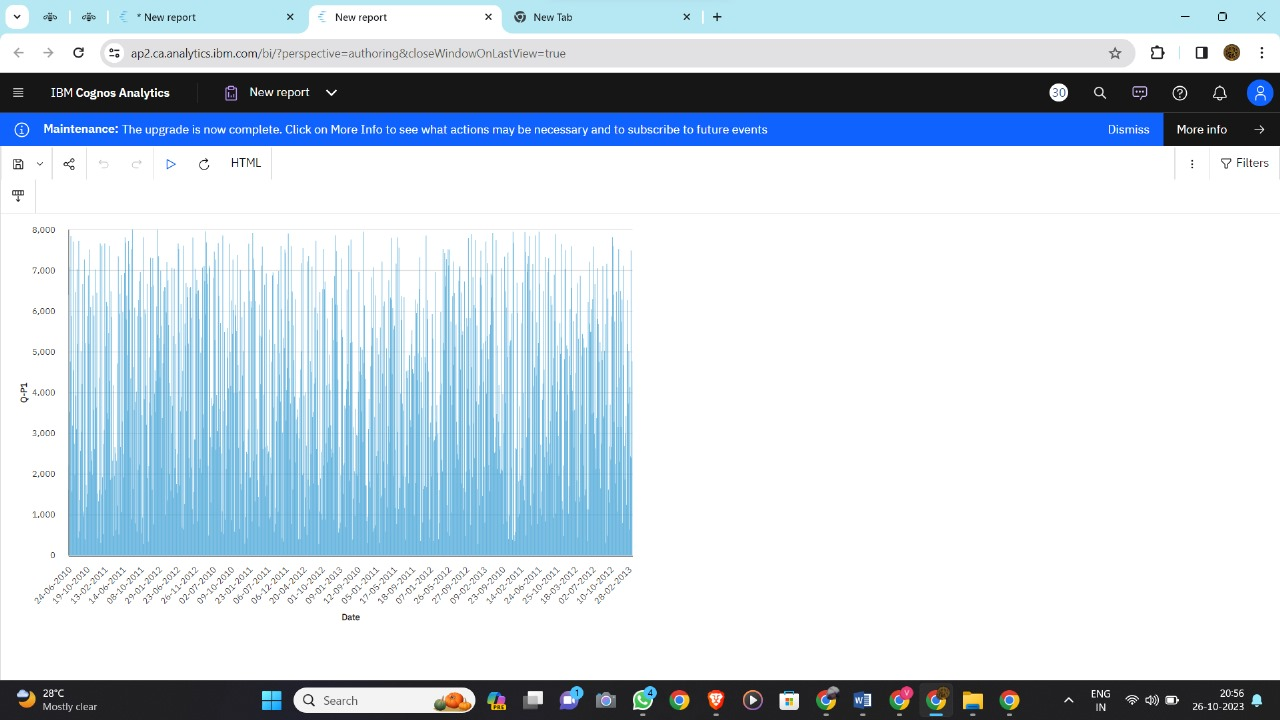 * New report
New report
New Tab
ap2.ca.analytics.ibm.com/bi/?perspective=authoring&closeWindowOnLastView=true
IBM Cognos Analytics
New report
30
Maintenance: The upgrade is now complete. Click on More Info to see what actions may be necessary and to subscribe to future events
Dismiss
More info
HTML
Filters
8,000
7,000
6,000
5,000
4,000
3,000
2,000
1,000
0
Q-P1
24-06-2010
19-10-2010
13-02-2011
14-06-2011
08-10-2011
29-01-2012
23-06-2012
26-11-2012
02-07-2010
09-10-2010
23-01-2011
06-07-2011
06-12-2011
20-04-2012
01-10-2012
09-01-2013
12-09-2010
05-01-2011
17-05-2011
18-09-2011
07-01-2012
26-05-2012
27-09-2012
09-02-2013
23-09-2010
14-02-2011
24-06-2011
25-10-2011
18-03-2012
02-07-2012
10-10-2012
28-02-2013
Date
28°C
Mostly clear
Search
PRE
1
4
V
ENG
IN
20:56
26-10-2023